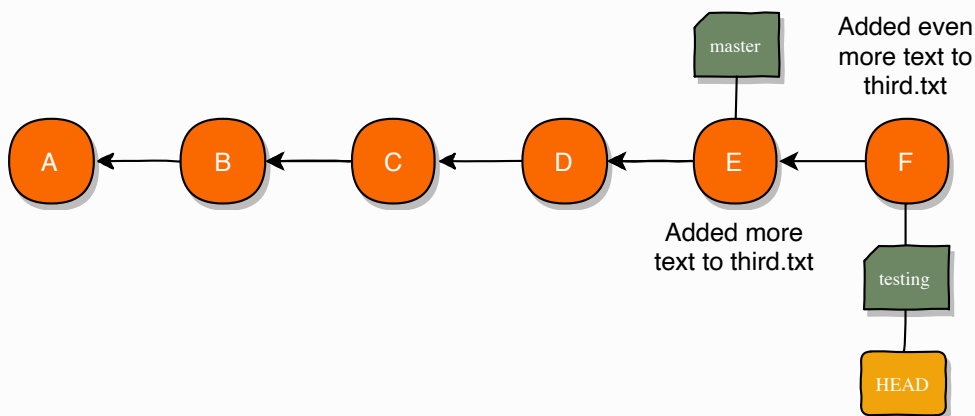 master
Added even
more text to
third.txt
A
B
C
D
E
F
Added more
text to third.txt
testing
HEAD